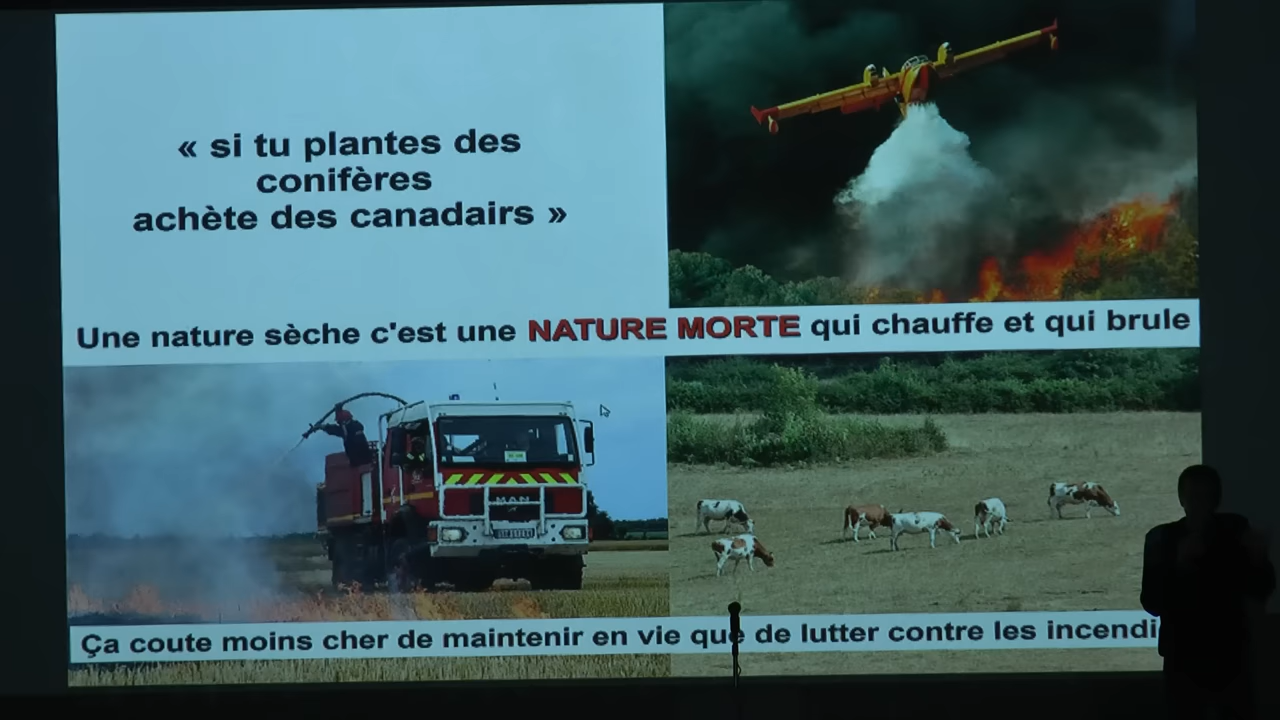 « si tu plantes des
conifères
achète des canadairs »
Une nature sèche c'est une NATURE MORTE qui chauffe et qui brule
MAN
Ça coute moins cher de maintenir en vie que de lutter contre les incendi